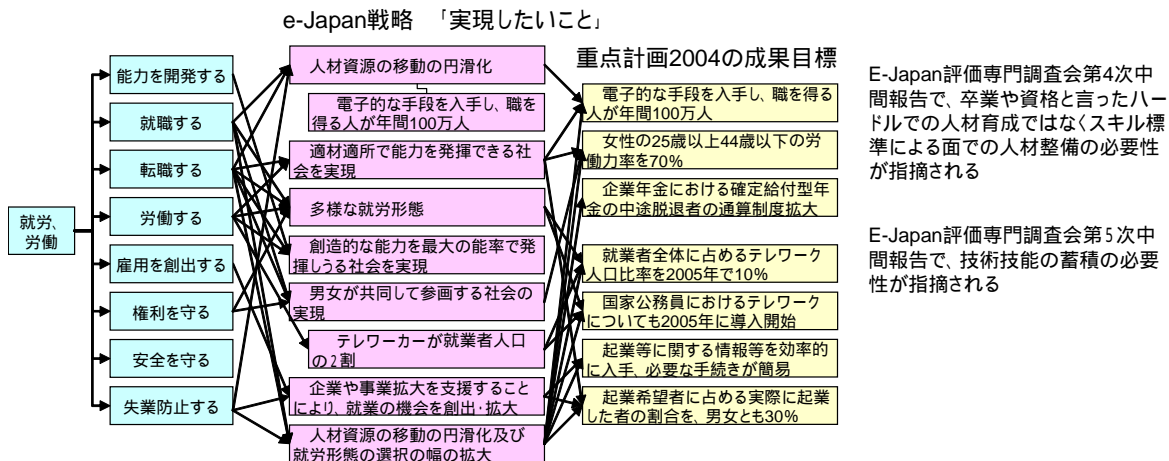 e-Japan戦略 「実現したいこと」
重点計画2004の成果目標
就労、
労働
能力を開発する
就職する
転職する
労働する
雇用を創出する
権利を守る
安全を守る
失業防止する
人材資源の移動の円滑化
電子的な手段を入手し、職を
得る人が年間100万人
適材適所で能力を発揮できる社
会を実現
多様な就労形態
創造的な能力を最大の能率で発
揮しうる社会を実現
男女が共同して参画する社会の
実現
テレワーカーが就業者人口
の2割
企業や事業拡大を支援すること
により、就業の機会を創出・拡大
人材資源の移動の円滑化及び
就労形態の選択の幅の拡大
電子的な手段を入手し、職を得る
人が年間100万人
女性の25歳以上44歳以下の労
働力率を70%
企業年金における確定給付型年
金の中途脱退者の通算制度拡大
就業者全体に占めるテレワーク
人口比率を2005年で10%
国家公務員におけるテレワーク
についても2005年に導入開始
起業等に関する情報等を効率的
に入手、必要な手続きが簡易
起業希望者に占める実際に起業
した者の割合を、男女とも30%
E-Japan評価専門調査会第4次中
間報告で、卒業や資格と言ったハー
ドルでの人材育成ではなくスキル標
準による面での人材整備の必要性
が指摘される
E-Japan評価専門調査会第5次中
間報告で、技術技能の蓄積の必要
性が指摘される